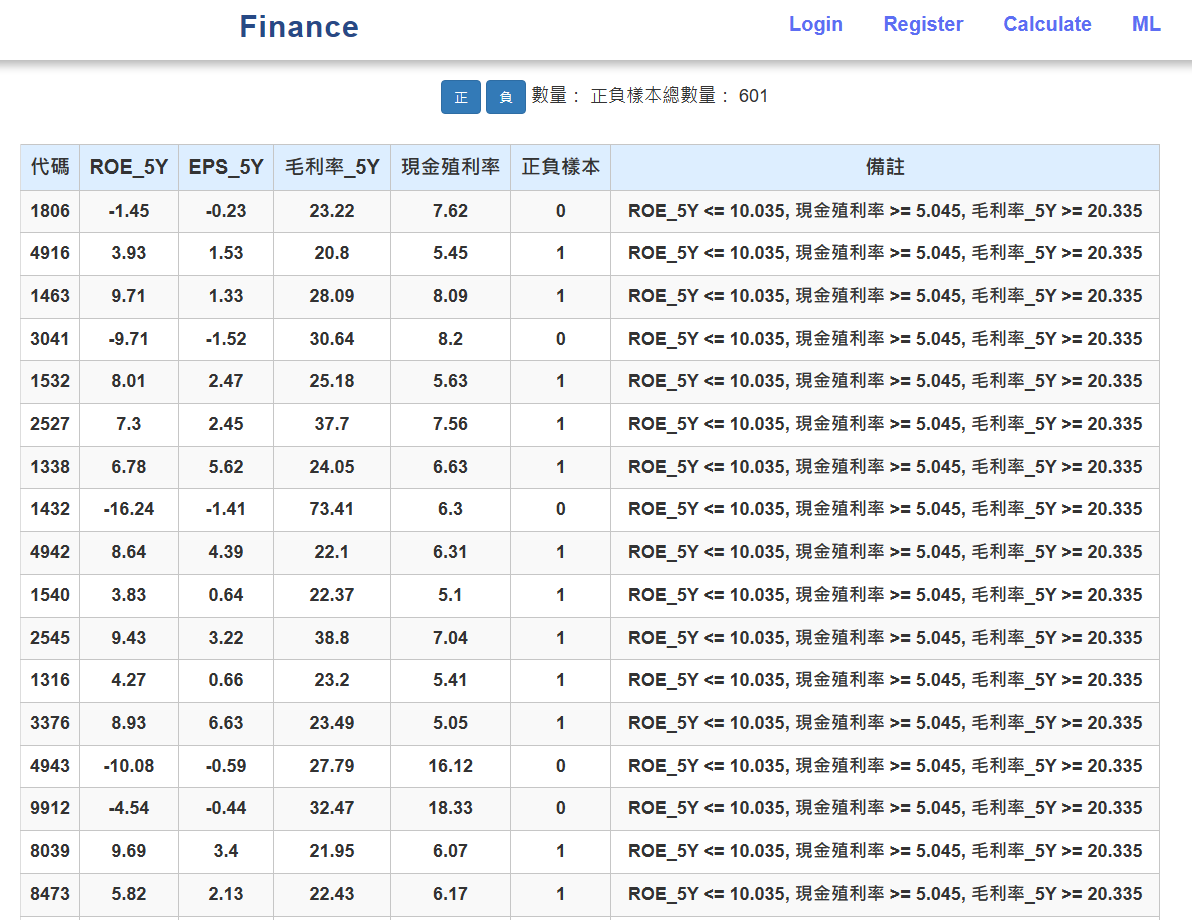 Finance Login Register Calculate ML
正 負 數量： 正負樣本總數量： 601
代碼 ROE_5Y EPS_5Y 毛利率_5Y 現金殖利率 正負樣本 備註
1806 -1.45 -0.23 23.22 7.62 0 ROE_5Y <= 10.035, 現金殖利率 >= 5.045, 毛利率_5Y >= 20.335
4916 3.93 1.53 20.8 5.45 1 ROE_5Y <= 10.035, 現金殖利率 >= 5.045, 毛利率_5Y >= 20.335
1463 9.71 1.33 28.09 8.09 1 ROE_5Y <= 10.035, 現金殖利率 >= 5.045, 毛利率_5Y >= 20.335
3041 -9.71 -1.52 30.64 8.2 0 ROE_5Y <= 10.035, 現金殖利率 >= 5.045, 毛利率_5Y >= 20.335
1532 8.01 2.47 25.18 5.63 1 ROE_5Y <= 10.035, 現金殖利率 >= 5.045, 毛利率_5Y >= 20.335
2527 7.3 2.45 37.7 7.56 1 ROE_5Y <= 10.035, 現金殖利率 >= 5.045, 毛利率_5Y >= 20.335
1338 6.78 5.62 24.05 6.63 1 ROE_5Y <= 10.035, 現金殖利率 >= 5.045, 毛利率_5Y >= 20.335
1432 -16.24 -1.41 73.41 6.3 0 ROE_5Y <= 10.035, 現金殖利率 >= 5.045, 毛利率_5Y >= 20.335
4942 8.64 4.39 22.1 6.31 1 ROE_5Y <= 10.035, 現金殖利率 >= 5.045, 毛利率_5Y >= 20.335
1540 3.83 0.64 22.37 5.1 1 ROE_5Y <= 10.035, 現金殖利率 >= 5.045, 毛利率_5Y >= 20.335
2545 9.43 3.22 38.8 7.04 1 ROE_5Y <= 10.035, 現金殖利率 >= 5.045, 毛利率_5Y >= 20.335
1316 4.27 0.66 23.2 5.41 1 ROE_5Y <= 10.035, 現金殖利率 >= 5.045, 毛利率_5Y >= 20.335
3376 8.93 6.63 23.49 5.05 1 ROE_5Y <= 10.035, 現金殖利率 >= 5.045, 毛利率_5Y >= 20.335
4943 -10.08 -0.59 27.79 16.12 0 ROE_5Y <= 10.035, 現金殖利率 >= 5.045, 毛利率_5Y >= 20.335
9912 -4.54 -0.44 32.47 18.33 0 ROE_5Y <= 10.035, 現金殖利率 >= 5.045, 毛利率_5Y >= 20.335
8039 9.69 3.4 21.95 6.07 1 ROE_5Y <= 10.035, 現金殖利率 >= 5.045, 毛利率_5Y >= 20.335
8473 5.82 2.13 22.43 6.17 1 ROE_5Y <= 10.035, 現金殖利率 >= 5.045, 毛利率_5Y >= 20.335